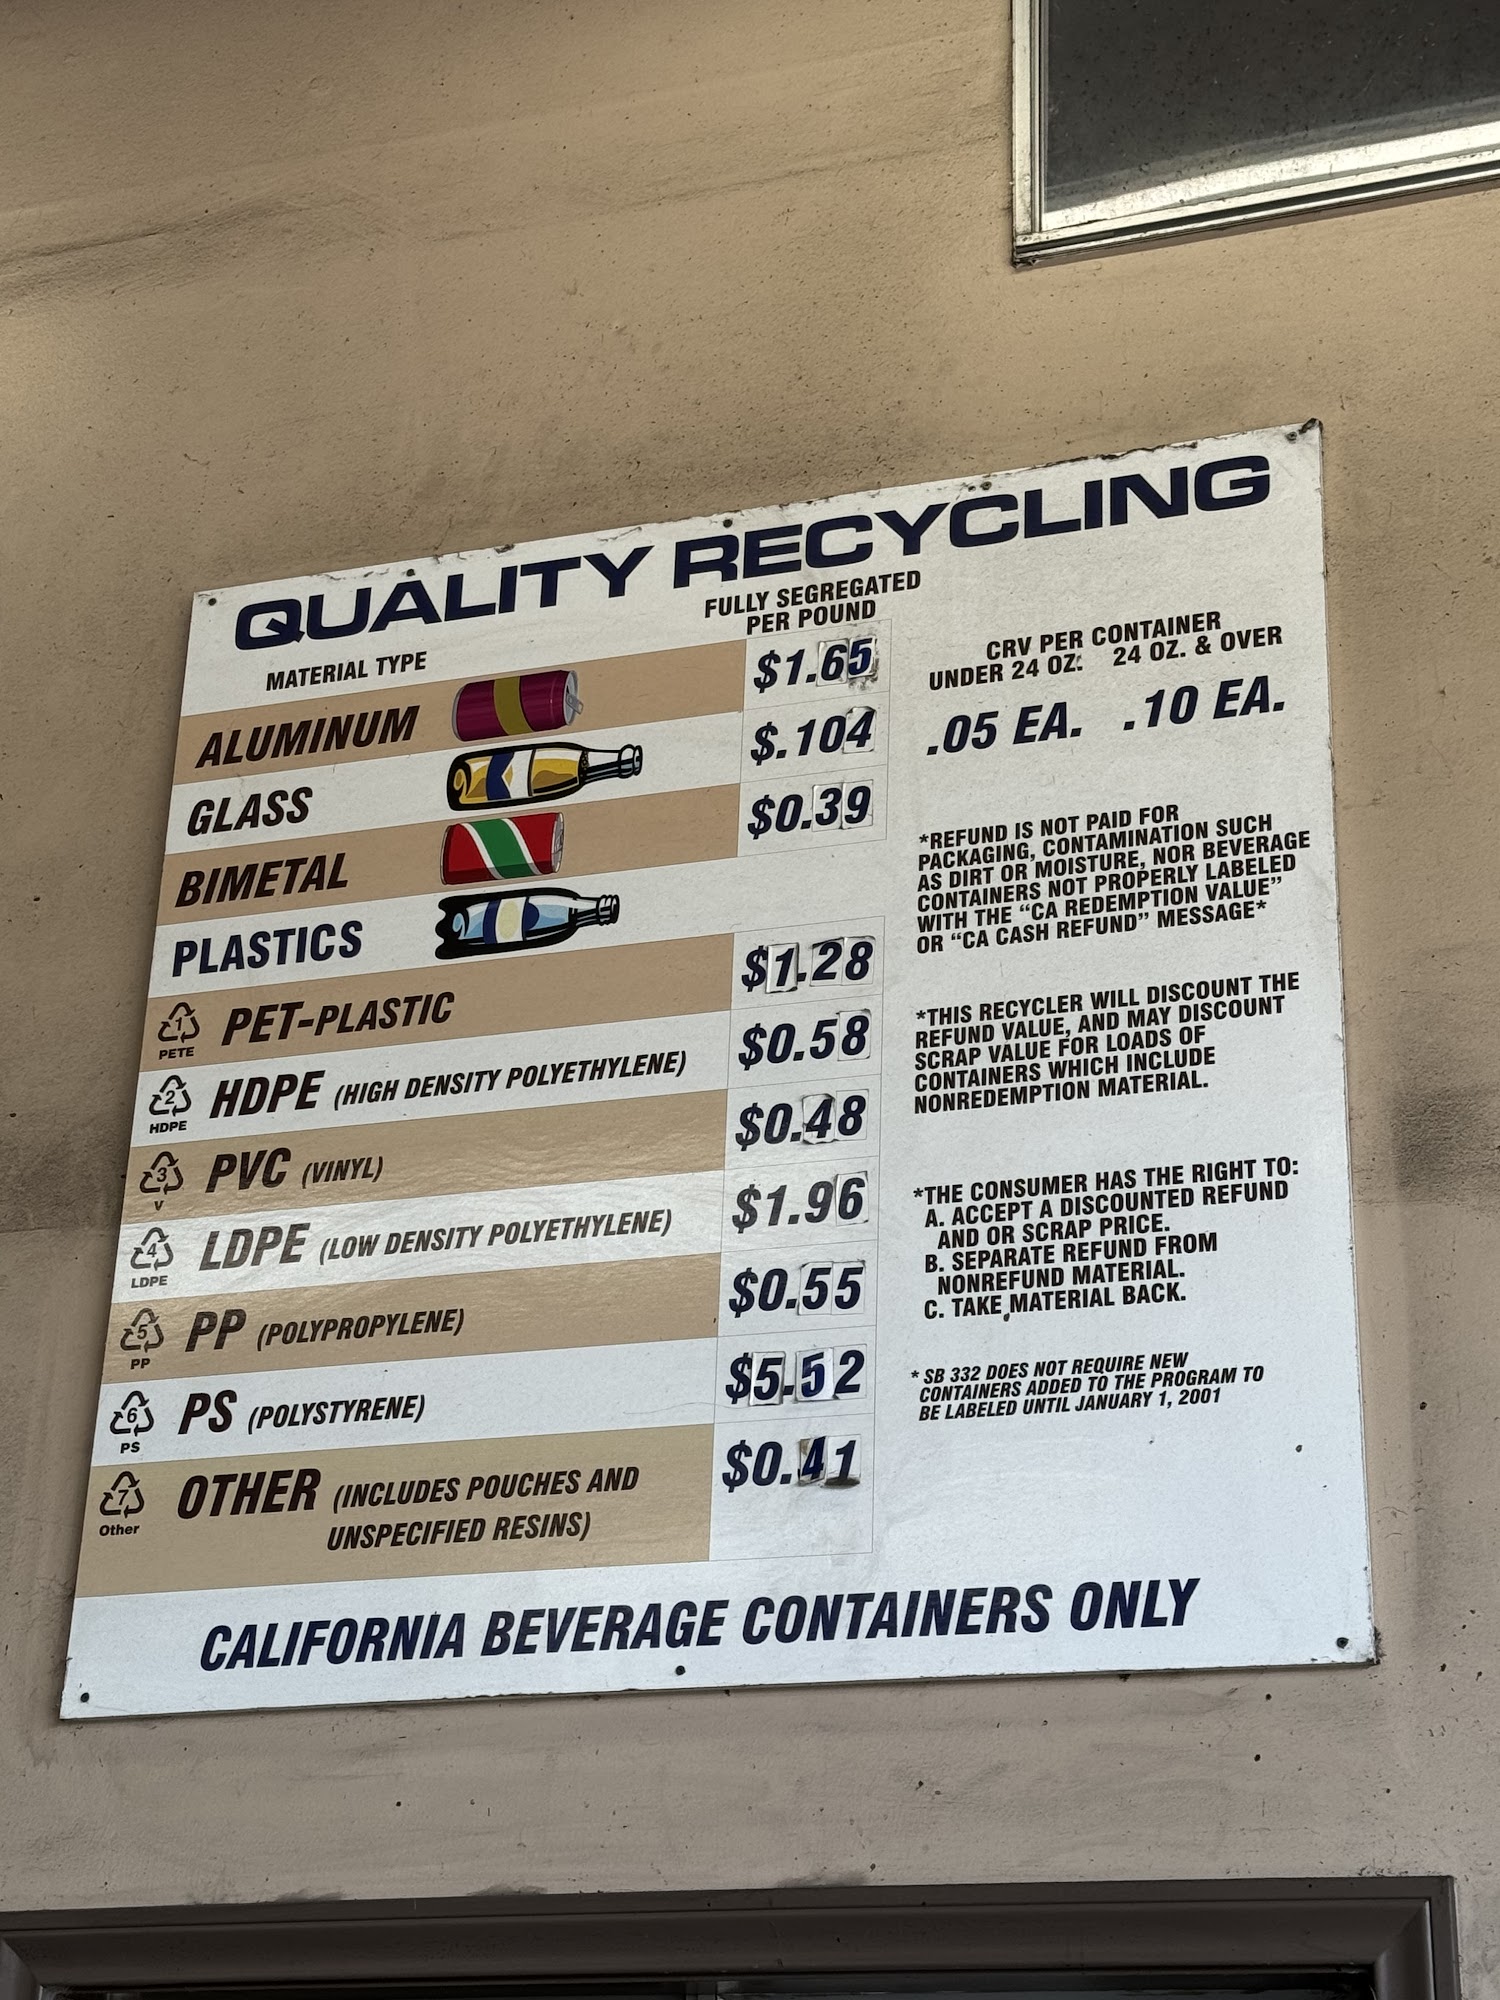 QUALITY RECYCLING
FULLY SEGREGATED
PER POUND
MATERIAL TYPE
CRV PER CONTAINER
UNDER 24 OZ. 24 OZ. & OVER
.05 EA. .10 EA.
ALUMINUM $1.65
GLASS $.104
BIMETAL $0.39
PLASTICS
1 PETE PET-PLASTIC $1.28
2 HDPE HDPE (HIGH DENSITY POLYETHYLENE) $0.58
3 V PVC (VINYL) $0.48
4 LDPE LDPE (LOW DENSITY POLYETHYLENE) $1.96
5 PP PP (POLYPROPYLENE) $0.55
6 PS PS (POLYSTYRENE) $5.52
7 Other OTHER (INCLUDES POUCHES AND $0.41
UNSPECIFIED RESINS)
*REFUND IS NOT PAID FOR
PACKAGING, CONTAMINATION SUCH
AS DIRT OR MOISTURE, NOR BEVERAGE
CONTAINERS NOT PROPERLY LABELED
WITH THE “CA REDEMPTION VALUE”
OR “CA CASH REFUND” MESSAGE*
*THIS RECYCLER WILL DISCOUNT THE
REFUND VALUE, AND MAY DISCOUNT
SCRAP VALUE FOR LOADS OF
CONTAINERS WHICH INCLUDE
NONREDEMPTION MATERIAL.
*THE CONSUMER HAS THE RIGHT TO:
A. ACCEPT A DISCOUNTED REFUND
AND OR SCRAP PRICE.
B. SEPARATE REFUND FROM
NONREFUND MATERIAL.
C. TAKE MATERIAL BACK.
* SB 332 DOES NOT REQUIRE NEW
CONTAINERS ADDED TO THE PROGRAM TO
BE LABELED UNTIL JANUARY 1, 2001
CALIFORNIA BEVERAGE CONTAINERS ONLY